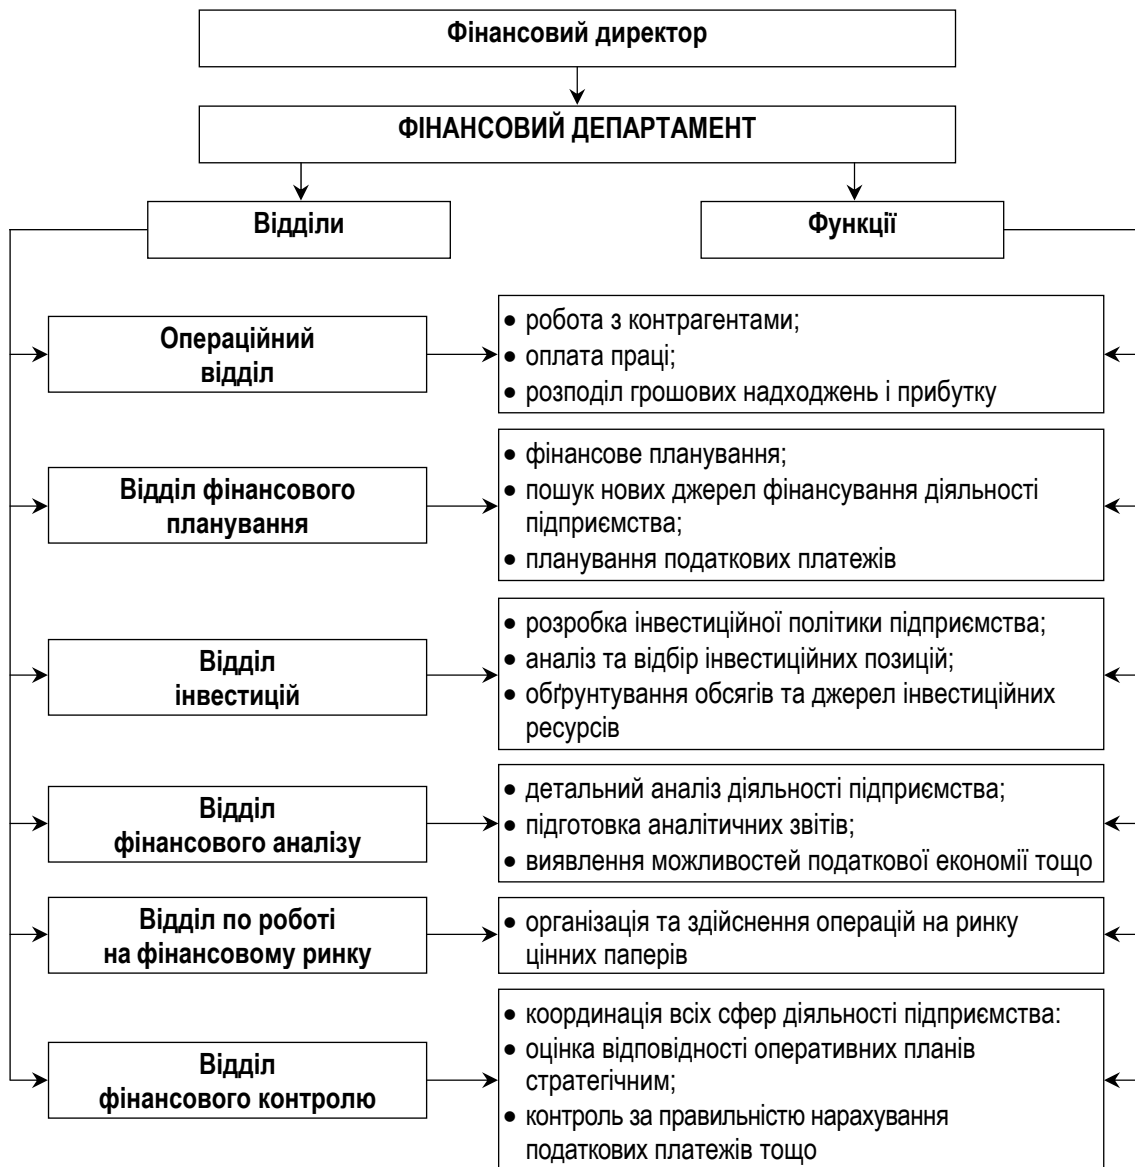 Фінансовий директор
ФІНАНСОВИЙ ДЕПАРТАМЕНТ
Відділи
Функції
Операційний
відділ
• робота з контрагентами;
• оплата праці;
• розподіл грошових надходжень і прибутку
Відділ фінансового
планування
• фінансове планування;
• пошук нових джерел фінансування діяльності
підприємства;
• планування податкових платежів
Відділ
інвестицій
• розробка інвестиційної політики підприємства;
• аналіз та відбір інвестиційних позицій;
• обґрунтування обсягів та джерел інвестиційних
ресурсів
Відділ
фінансового аналізу
• детальний аналіз діяльності підприємства;
• підготовка аналітичних звітів;
• виявлення можливостей податкової економії тощо
Відділ по роботі
на фінансовому ринку
• організація та здійснення операцій на ринку
цінних паперів
Відділ
фінансового контролю
• координація всіх сфер діяльності підприємства:
• оцінка відповідності оперативних планів
стратегічним;
• контроль за правильністю нарахування
податкових платежів тощо